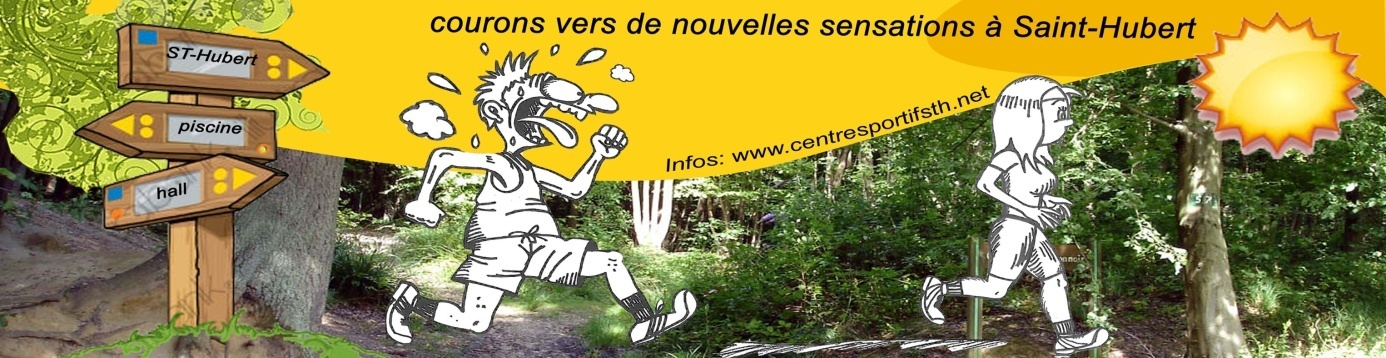 courons vers de nouvelles sensations à Saint-Hubert
ST-Hubert
piscine
hall
Infos: www.centresportifsth.net